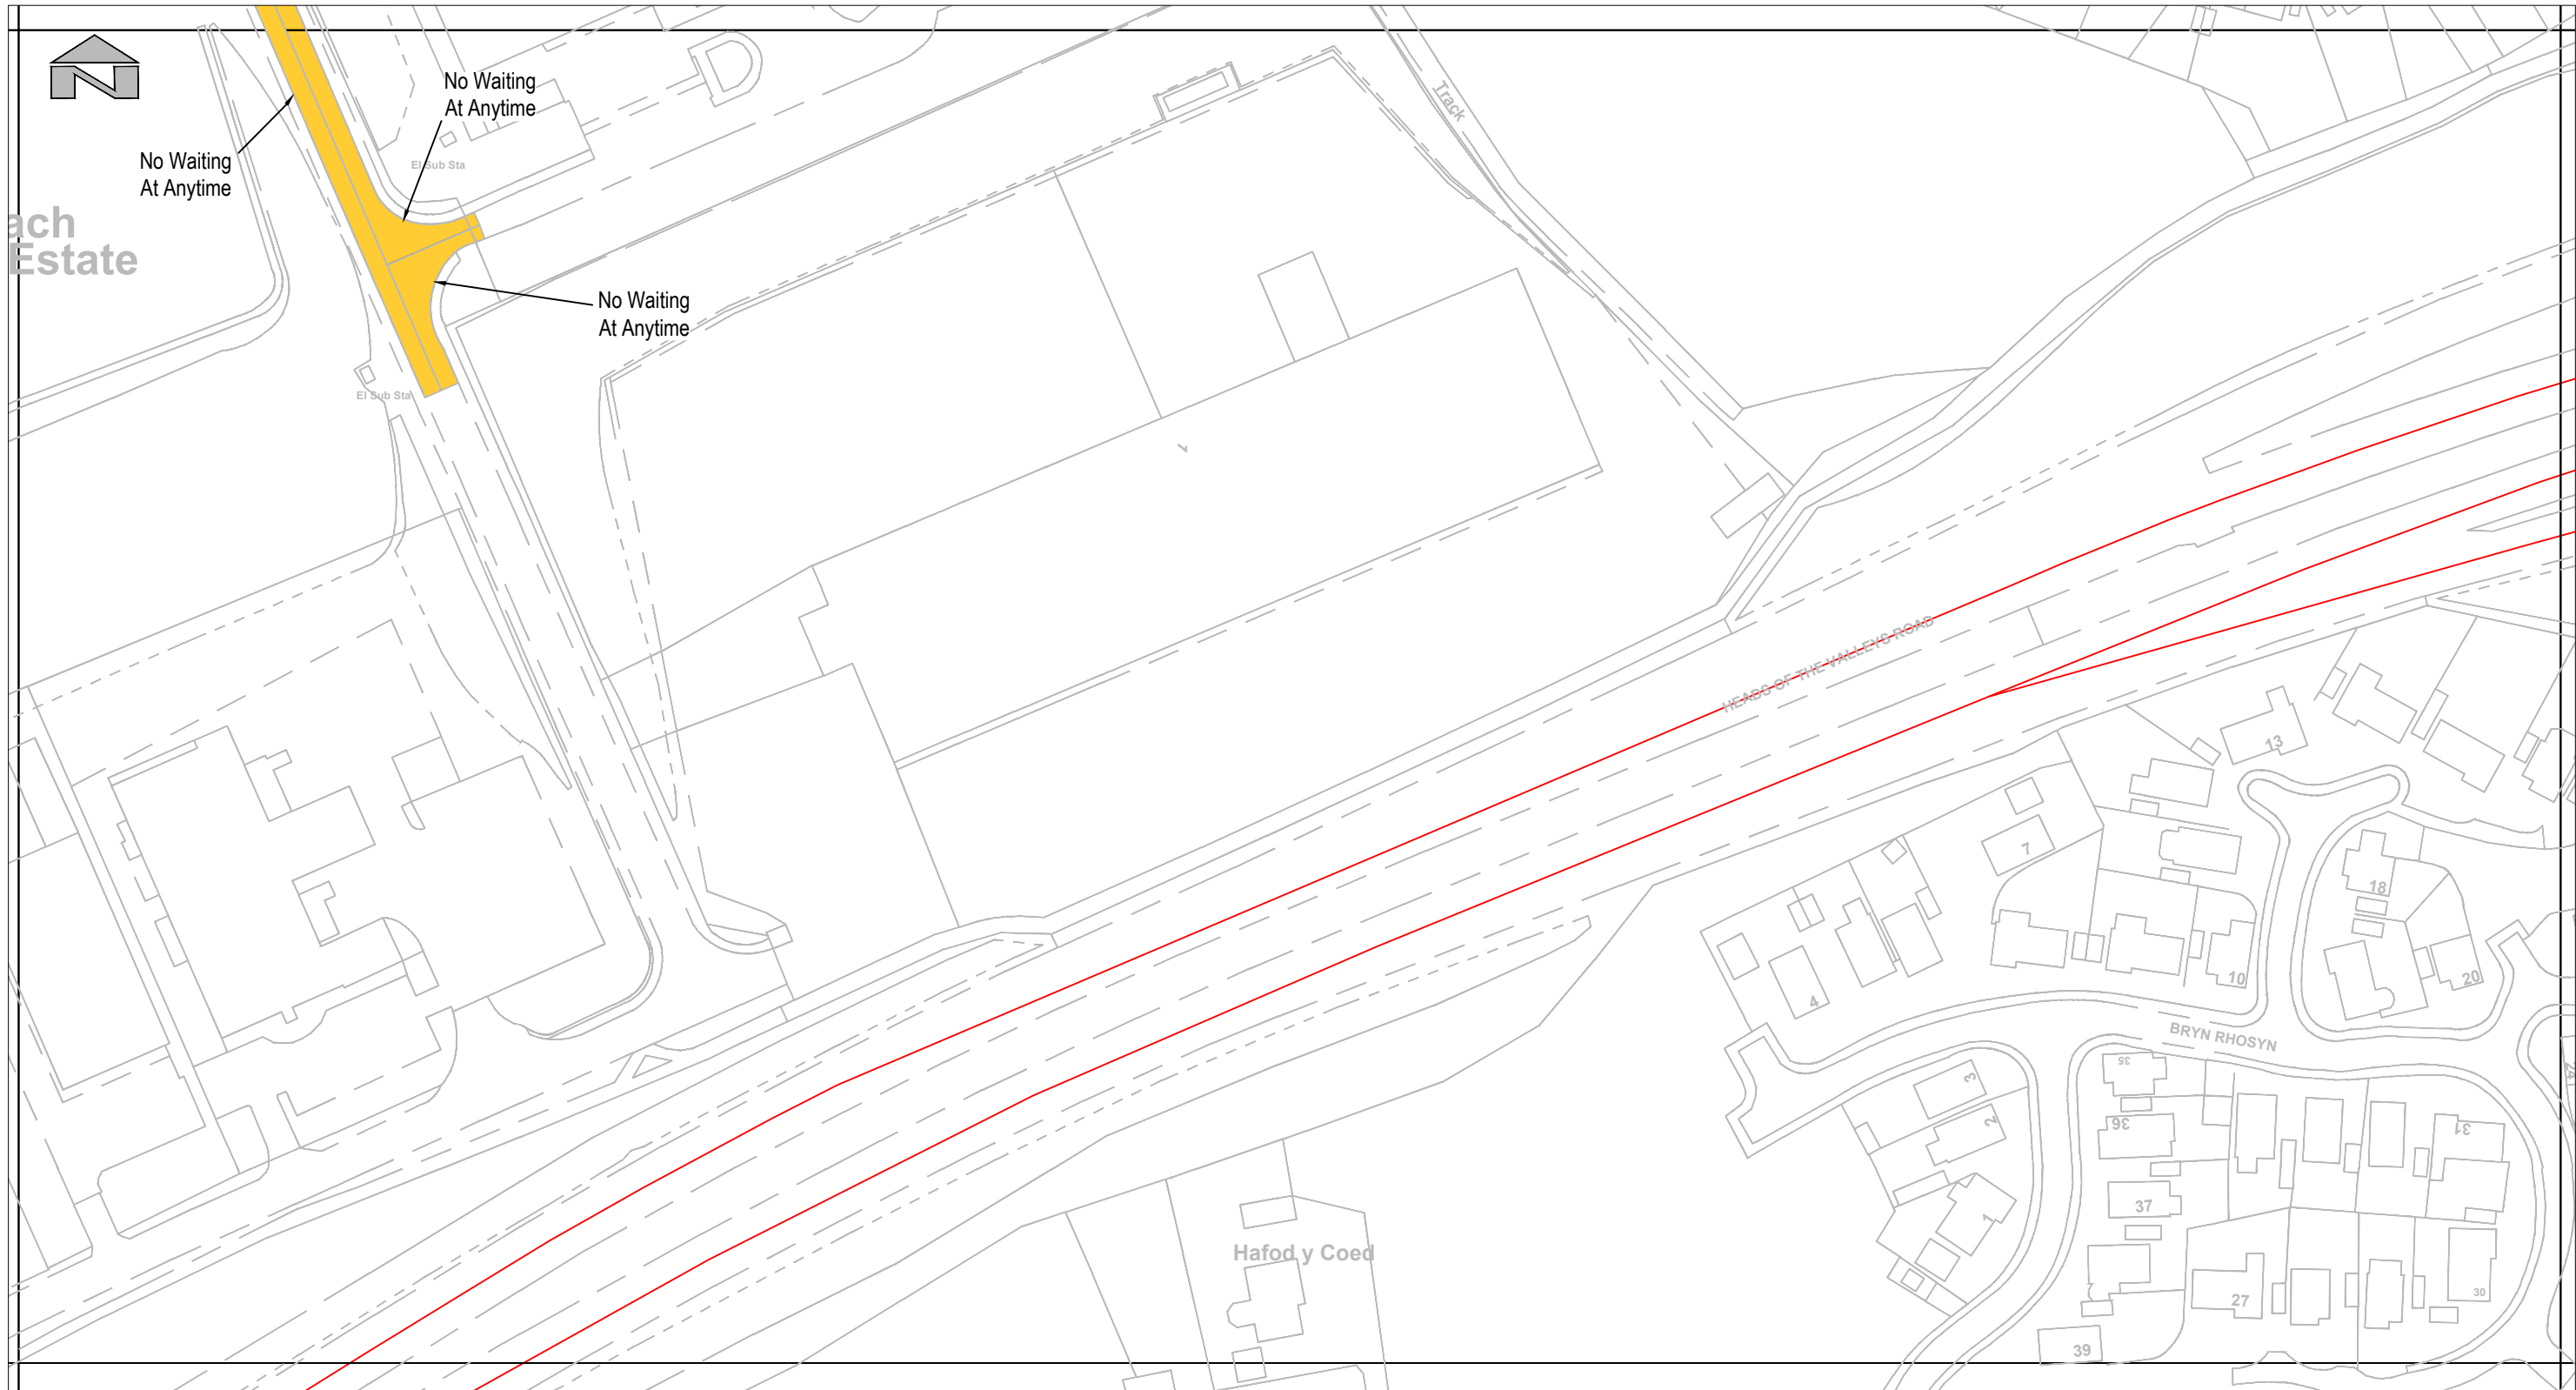 No Waiting
At Anytime
No Waiting
At Anytime
El Sub Sta
Track
ach
Estate
No Waiting
At Anytime
El Sub Sta
1
HEADS OF THE VALLEYS ROAD
13
7
18
4
10
20
BRYN RHOSYN
35
24
3
2
36
31
1
37
Hafod y Coed
27
30
39